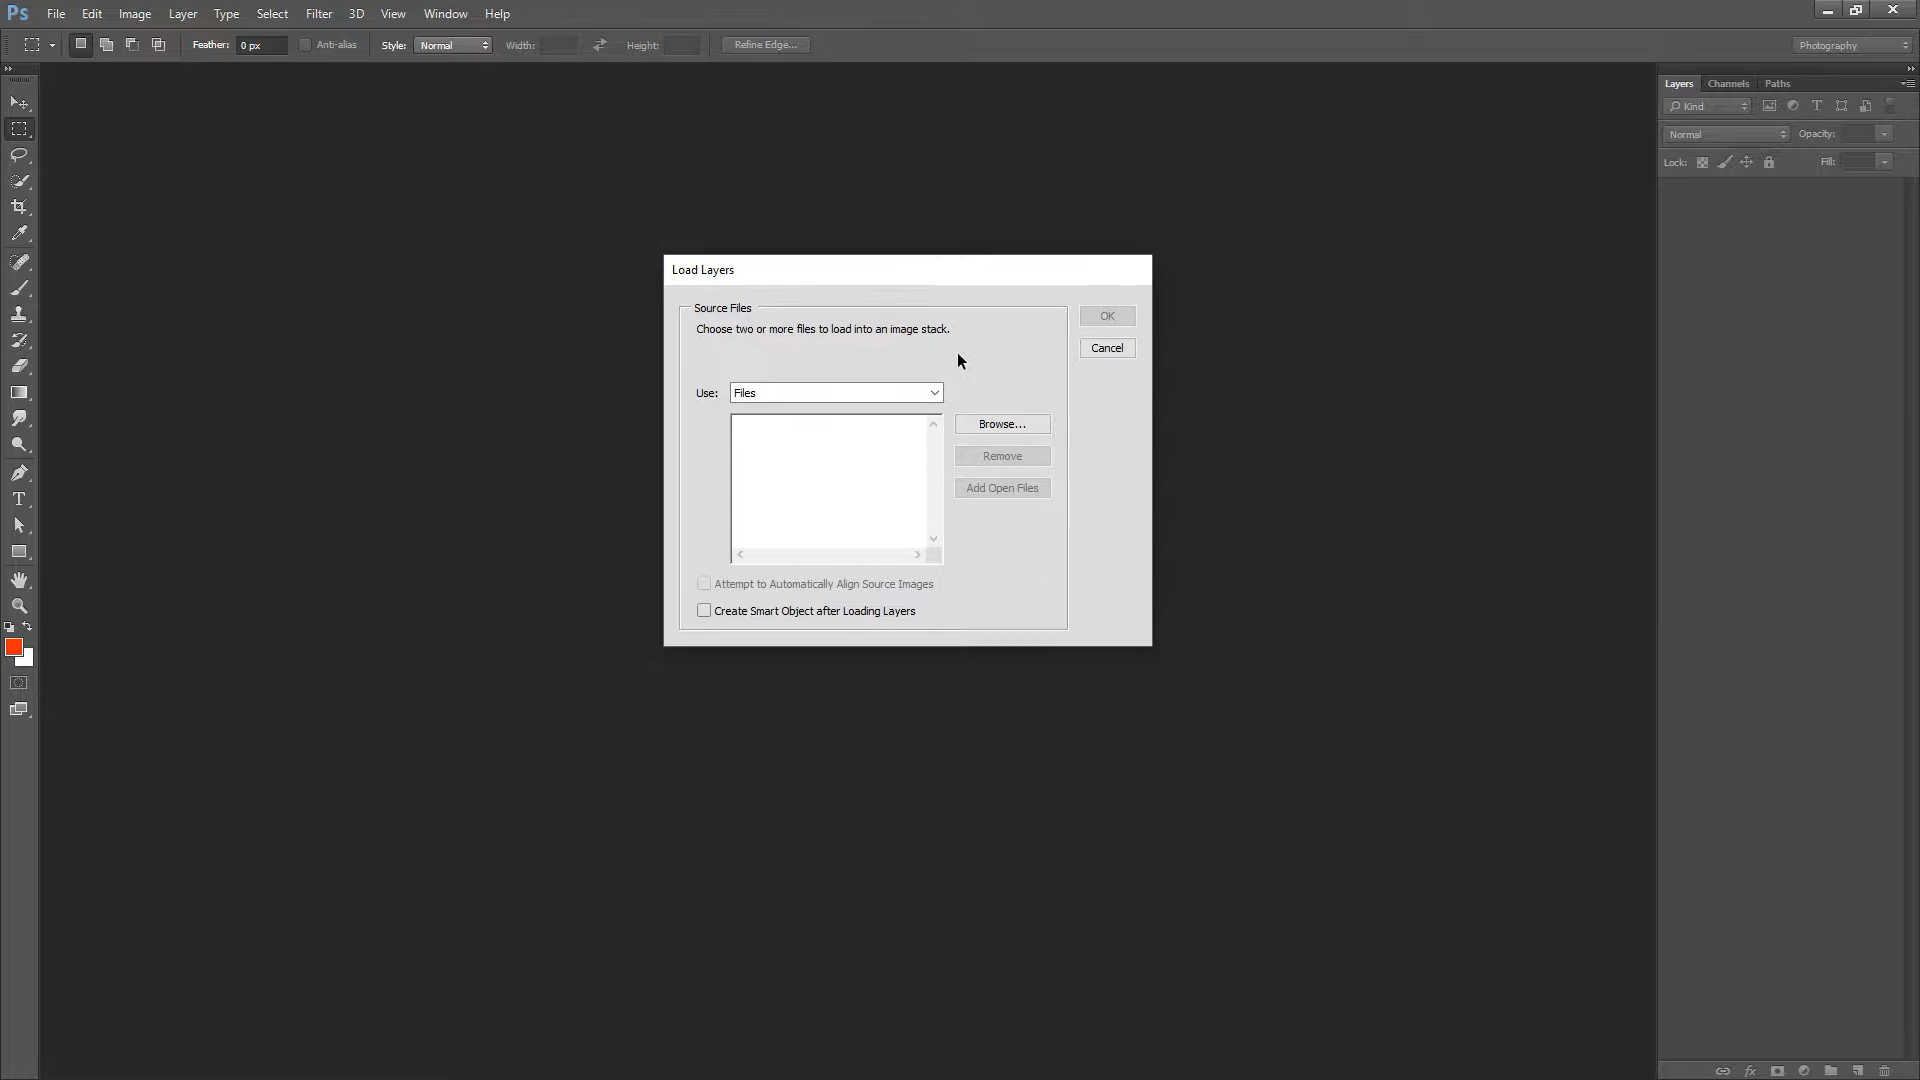 Ps File Edit Image Layer Type Select Filter 3D View Window Help
Feather: 0 px Anti-alias Style: Normal Width: Height: Refine Edge... Photography
Layers Channels Paths
Kind
Normal Opacity:
Lock: Fill:
Load Layers
Source Files
Choose two or more files to load into an image stack.
OK
Cancel
Use: Files
Browse...
Remove
Add Open Files
Attempt to Automatically Align Source Images
Create Smart Object after Loading Layers